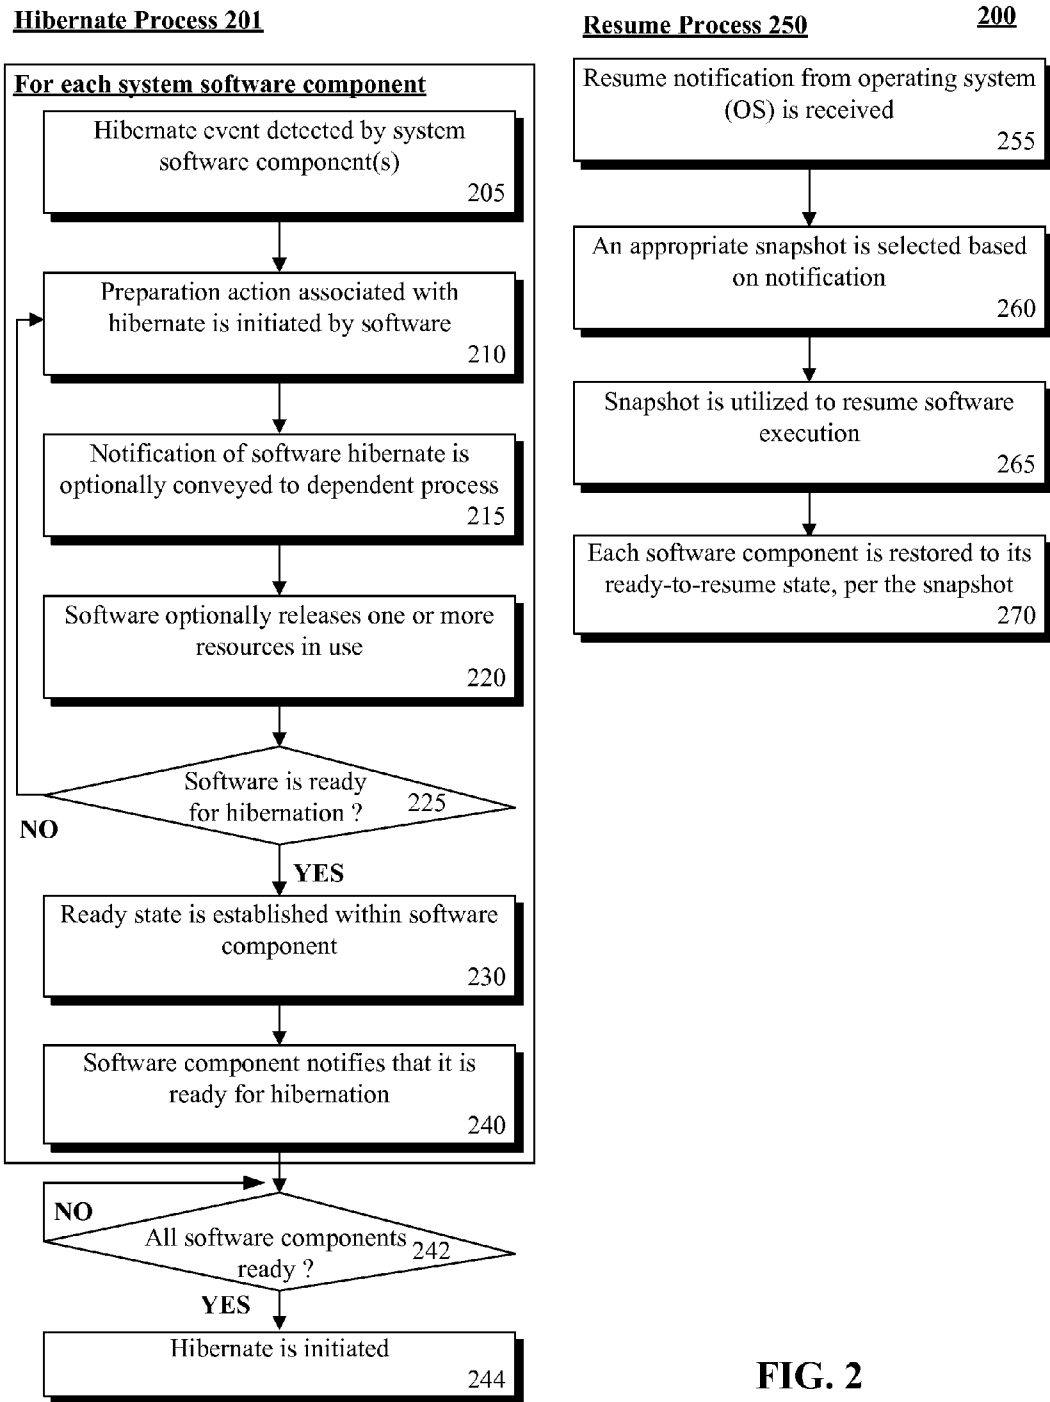 Hibernate Process 201
For each system software component
Hibernate event detected by system
software component(s)
205
Preparation action associated with
hibernate is initiated by software
210
Notification of software hibernate is
optionally conveyed to dependent process
215
Software optionally releases one or more
resources in use
220
Software is ready
for hibernation ?
225
NO
YES
Ready state is established within software
component
230
Software component notifies that it is
ready for hibernation
240
NO
All software components
ready ?
242
YES
Hibernate is initiated
244
Resume Process 250
200
Resume notification from operating system
(OS) is received
255
An appropriate snapshot is selected based
on notification
260
Snapshot is utilized to resume software
execution
265
Each software component is restored to its
ready-to-resume state, per the snapshot
270
FIG. 2